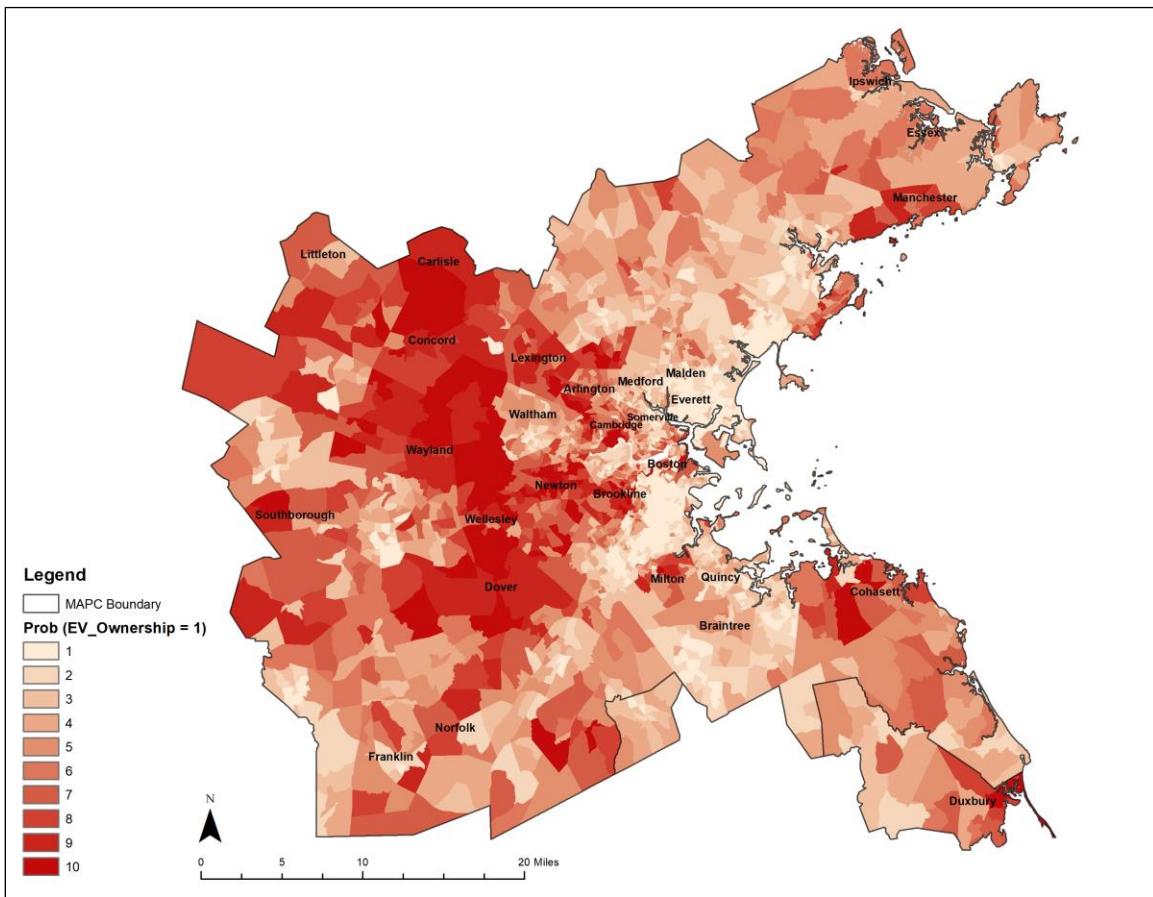 Ipswich
Essex
Manchester
Littleton
Carlisle
Concord
Lexington
Malden
Medford
Arlington
Everett
Waltham
Somerville
Cambridge
Wayland
Boston
Newton
Brookline
Southborough
Wellesley
Milton
Quincy
Dover
Cohasett
Braintree
Norfolk
Franklin
Duxbury
Legend
MAPC Boundary
Prob (EV_Ownership = 1)
1
2
3
4
5
6
7
8
9
10
N
0 5 10 20 Miles